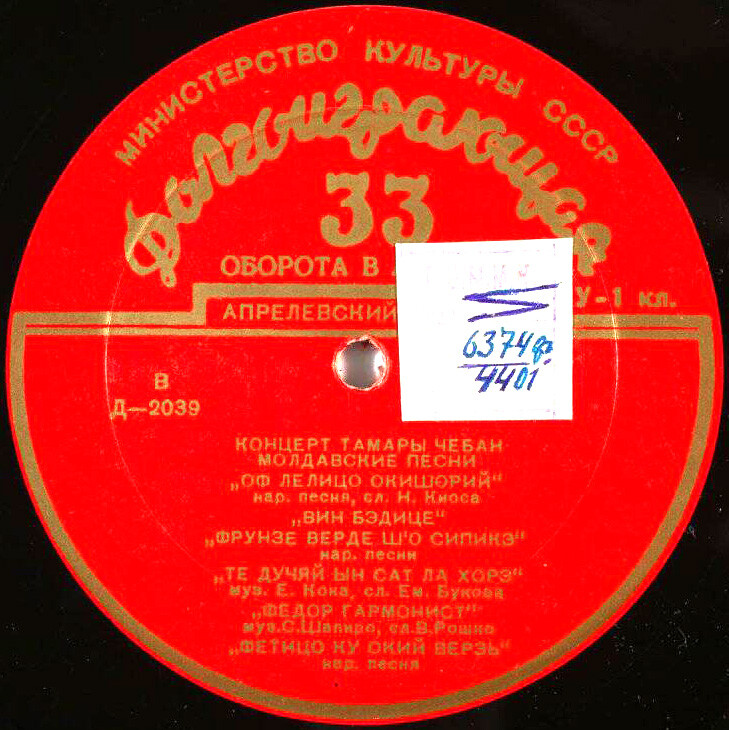 МИНИСТЕРСТВО КУЛЬТУРЫ СССР
Долгоиграющая
33
ОБОРОТА В
У-1 кл.
АПРЕЛЕВСКИЙ
6374
4401
В
Д—2039
КОНЦЕРТ ТАМАРЫ ЧЕБАН
МОЛДАВСКИЕ ПЕСНИ
„ОФ ЛЕЛИЦО ОКИШОРИЙ"
нар. песня, сл. Н. Киоса
„ВИН БЭДИЦЕ"
„ФРУНЗЕ ВЕРДЕ Ш'О СИПИКЭ"
нар. песни
„ТЕ ДУЧЯЙ ЫН САТ ЛА ХОРЭ"
муз. Е. Кока, сл. Ем. Букова
„ФЕДОР ГАРМОНИСТ"
муз.С.Шапиро, сл.В.Рошко
„ФЕТИЦО КУ ОКИЙ ВЕРЗЬ"
нар. песня